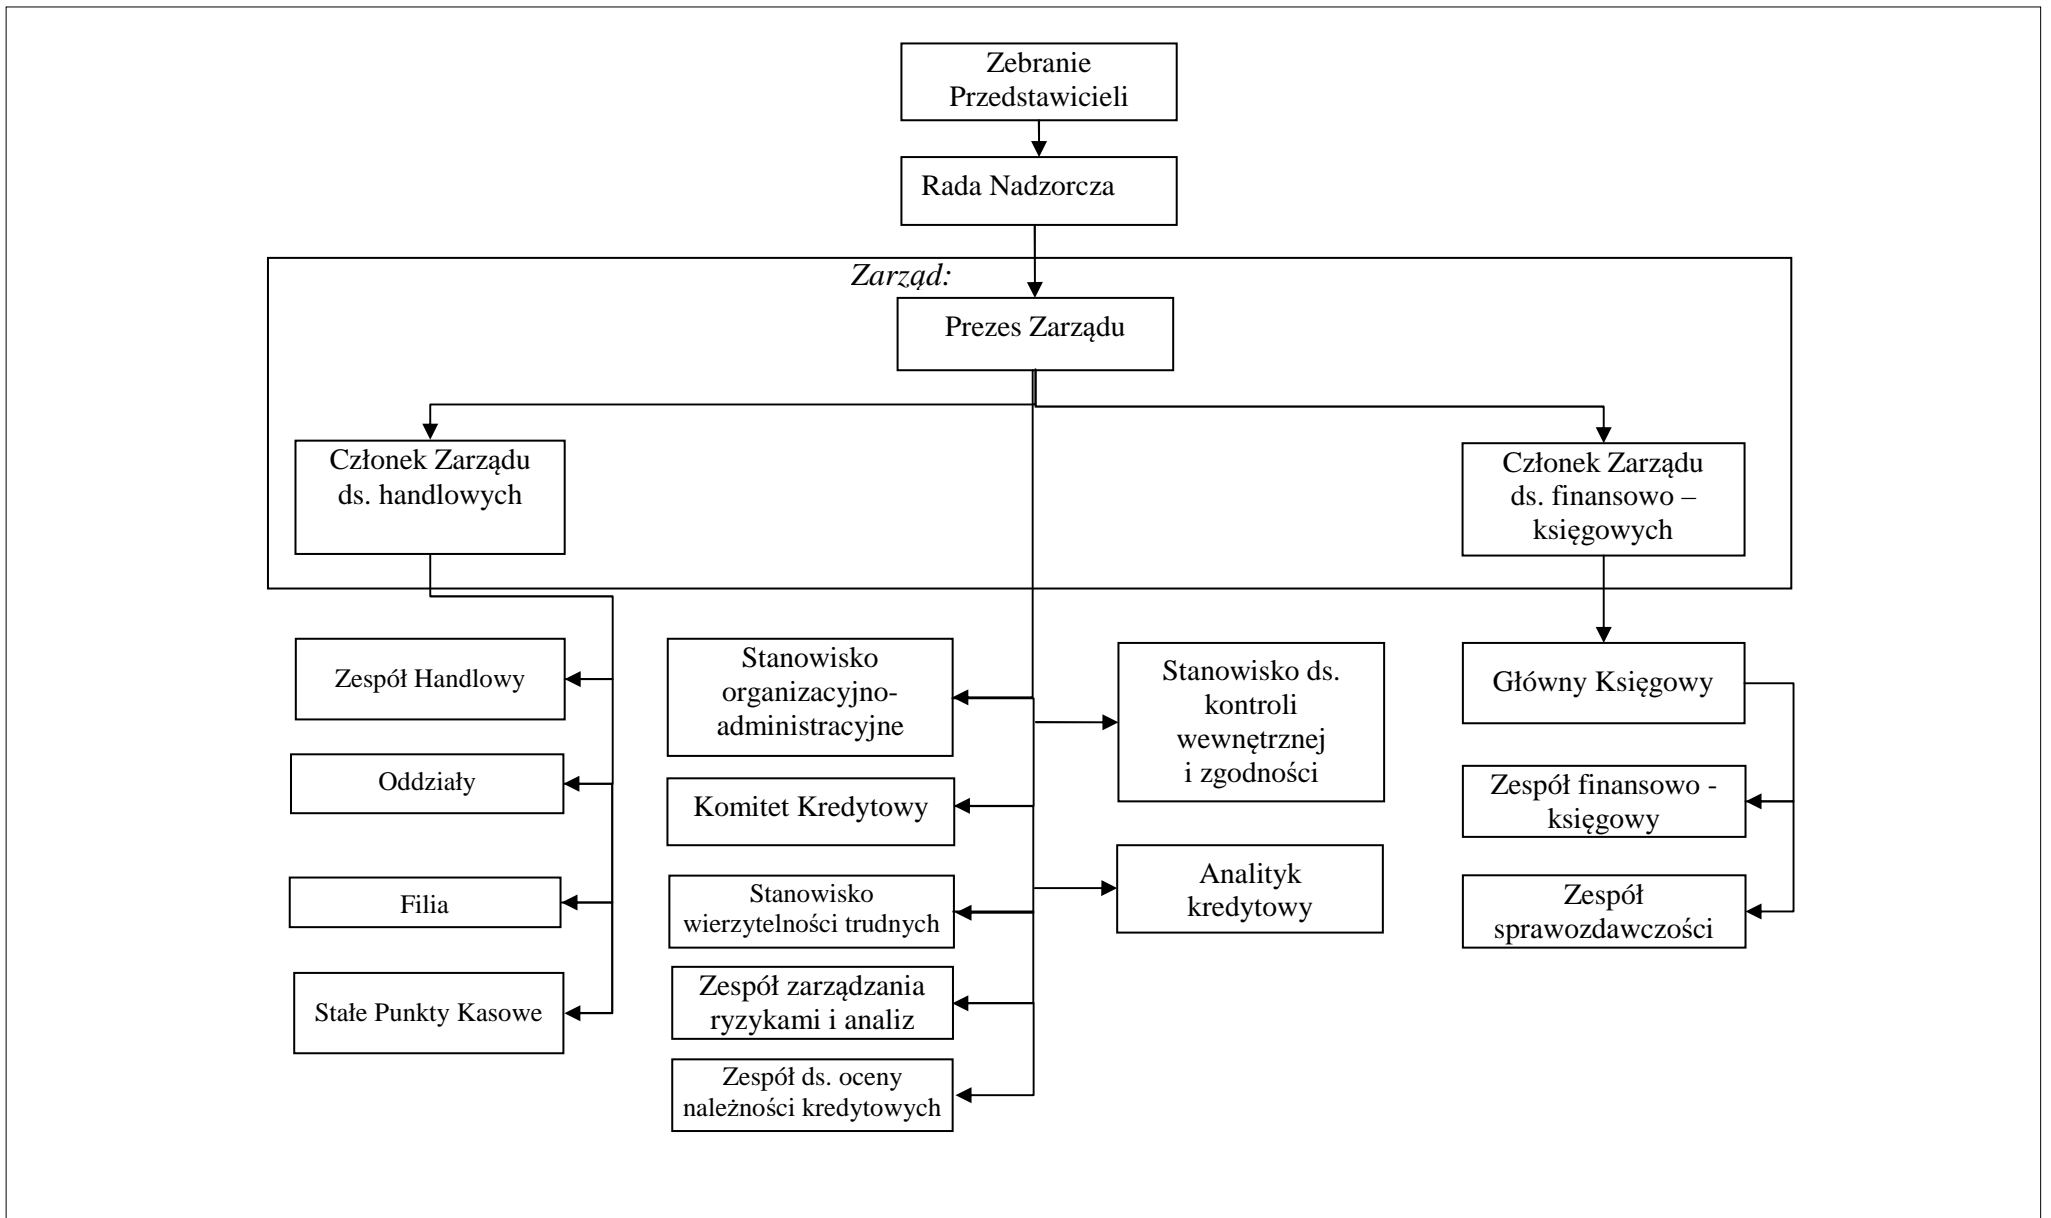 Zebranie
Przedstawicieli
Rada Nadzorcza
Zarząd:
Prezes Zarządu
Członek Zarządu
ds. handlowych
Członek Zarządu
ds. finansowo –
księgowych
Zespół Handlowy
Oddziały
Filia
Stałe Punkty Kasowe
Stanowisko
organizacyjno-
administracyjne
Komitet Kredytowy
Stanowisko
wierzytelności trudnych
Zespół zarządzania
ryzykami i analiz
Zespół ds. oceny
należności kredytowych
Stanowisko ds.
kontroli
wewnętrznej
i zgodności
Analityk
kredytowy
Główny Księgowy
Zespół finansowo -
księgowy
Zespół
sprawozdawczości